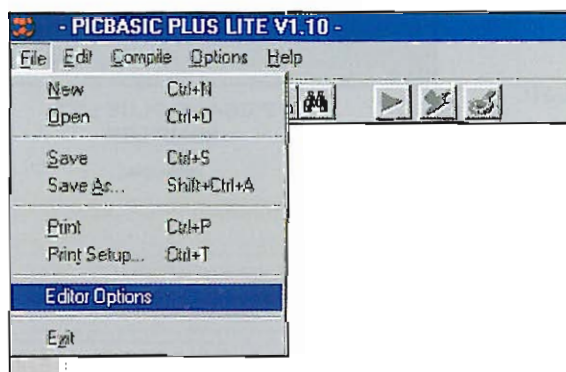 - PICBASIC PLUS LITE V1.10 -
File Edit Compile Options Help
New Ctrl+N
Open Ctrl+O
Save Ctrl+S
Save As... Shift+Ctrl+A
Print Ctrl+P
Print Setup... Ctrl+T
Editor Options
Exit